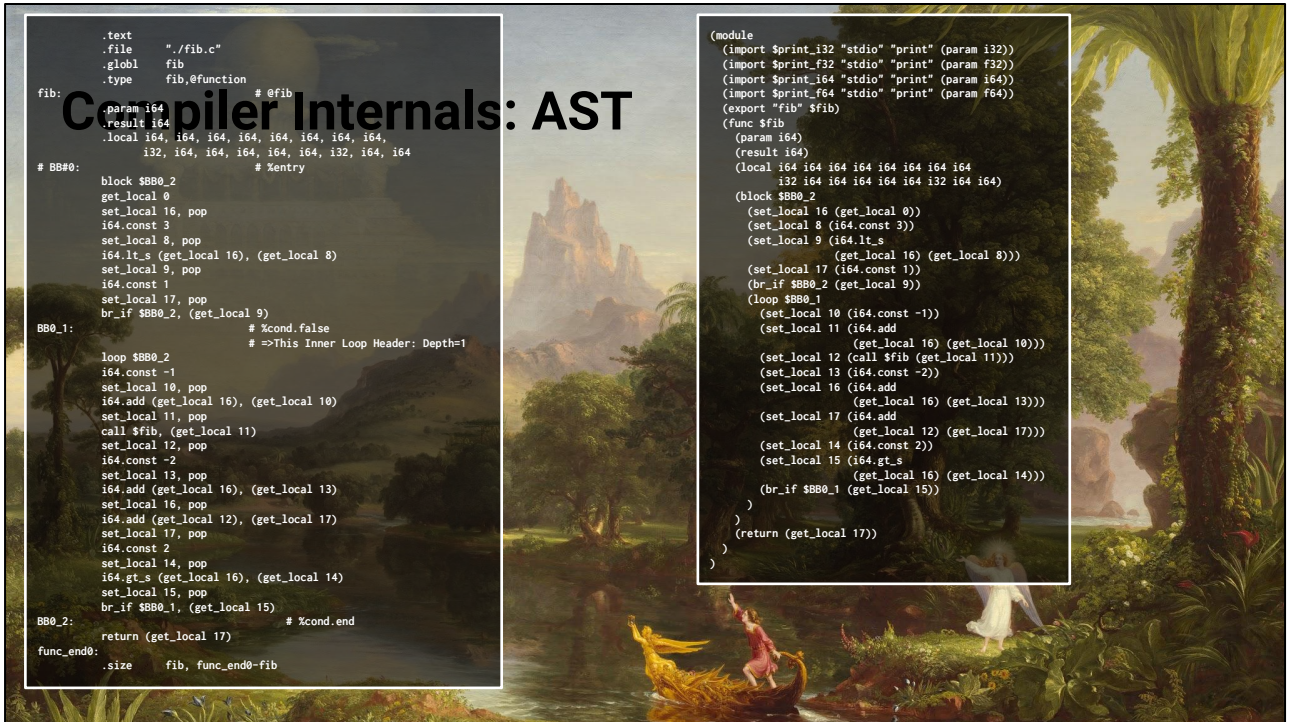 Compiler Internals: AST
.text
.file "./fib.c"
.globl fib
.type fib,@function
fib: # @fib
.param i64
.result i64
.local i64, i64, i64, i64, i64, i64, i64, i64,
i32, i64, i64, i64, i64, i64, i32, i64, i64
# BB#0: # %entry
block $BB0_2
get_local 0
set_local 16, pop
i64.const 3
set_local 8, pop
i64.lt_s (get_local 16), (get_local 8)
set_local 9, pop
i64.const 1
set_local 17, pop
br_if $BB0_2, (get_local 9)
BB0_1: # %cond.false
# =>This Inner Loop Header: Depth=1
loop $BB0_2
i64.const -1
set_local 10, pop
i64.add (get_local 16), (get_local 10)
set_local 11, pop
call $fib, (get_local 11)
set_local 12, pop
i64.const -2
set_local 13, pop
i64.add (get_local 16), (get_local 13)
set_local 16, pop
i64.add (get_local 12), (get_local 17)
set_local 17, pop
i64.const 2
set_local 14, pop
i64.gt_s (get_local 16), (get_local 14)
set_local 15, pop
br_if $BB0_1, (get_local 15)
BB0_2: # %cond.end
return (get_local 17)
func_end0:
.size fib, func_end0-fib
(module
(import $print_i32 "stdio" "print" (param i32))
(import $print_f32 "stdio" "print" (param f32))
(import $print_i64 "stdio" "print" (param i64))
(import $print_f64 "stdio" "print" (param f64))
(export "fib" $fib)
(func $fib
(param i64)
(result i64)
(local i64 i64 i64 i64 i64 i64 i64 i64
i32 i64 i64 i64 i64 i64 i32 i64 i64)
(block $BB0_2
(set_local 16 (get_local 0))
(set_local 8 (i64.const 3))
(set_local 9 (i64.lt_s
(get_local 16) (get_local 8)))
(set_local 17 (i64.const 1))
(br_if $BB0_2 (get_local 9))
(loop $BB0_1
(set_local 10 (i64.const -1))
(set_local 11 (i64.add
(get_local 16) (get_local 10)))
(set_local 12 (call $fib (get_local 11)))
(set_local 13 (i64.const -2))
(set_local 16 (i64.add
(get_local 16) (get_local 13)))
(set_local 17 (i64.add
(get_local 12) (get_local 17)))
(set_local 14 (i64.const 2))
(set_local 15 (i64.gt_s
(get_local 16) (get_local 14)))
(br_if $BB0_1 (get_local 15))
)
)
(return (get_local 17))
)
)